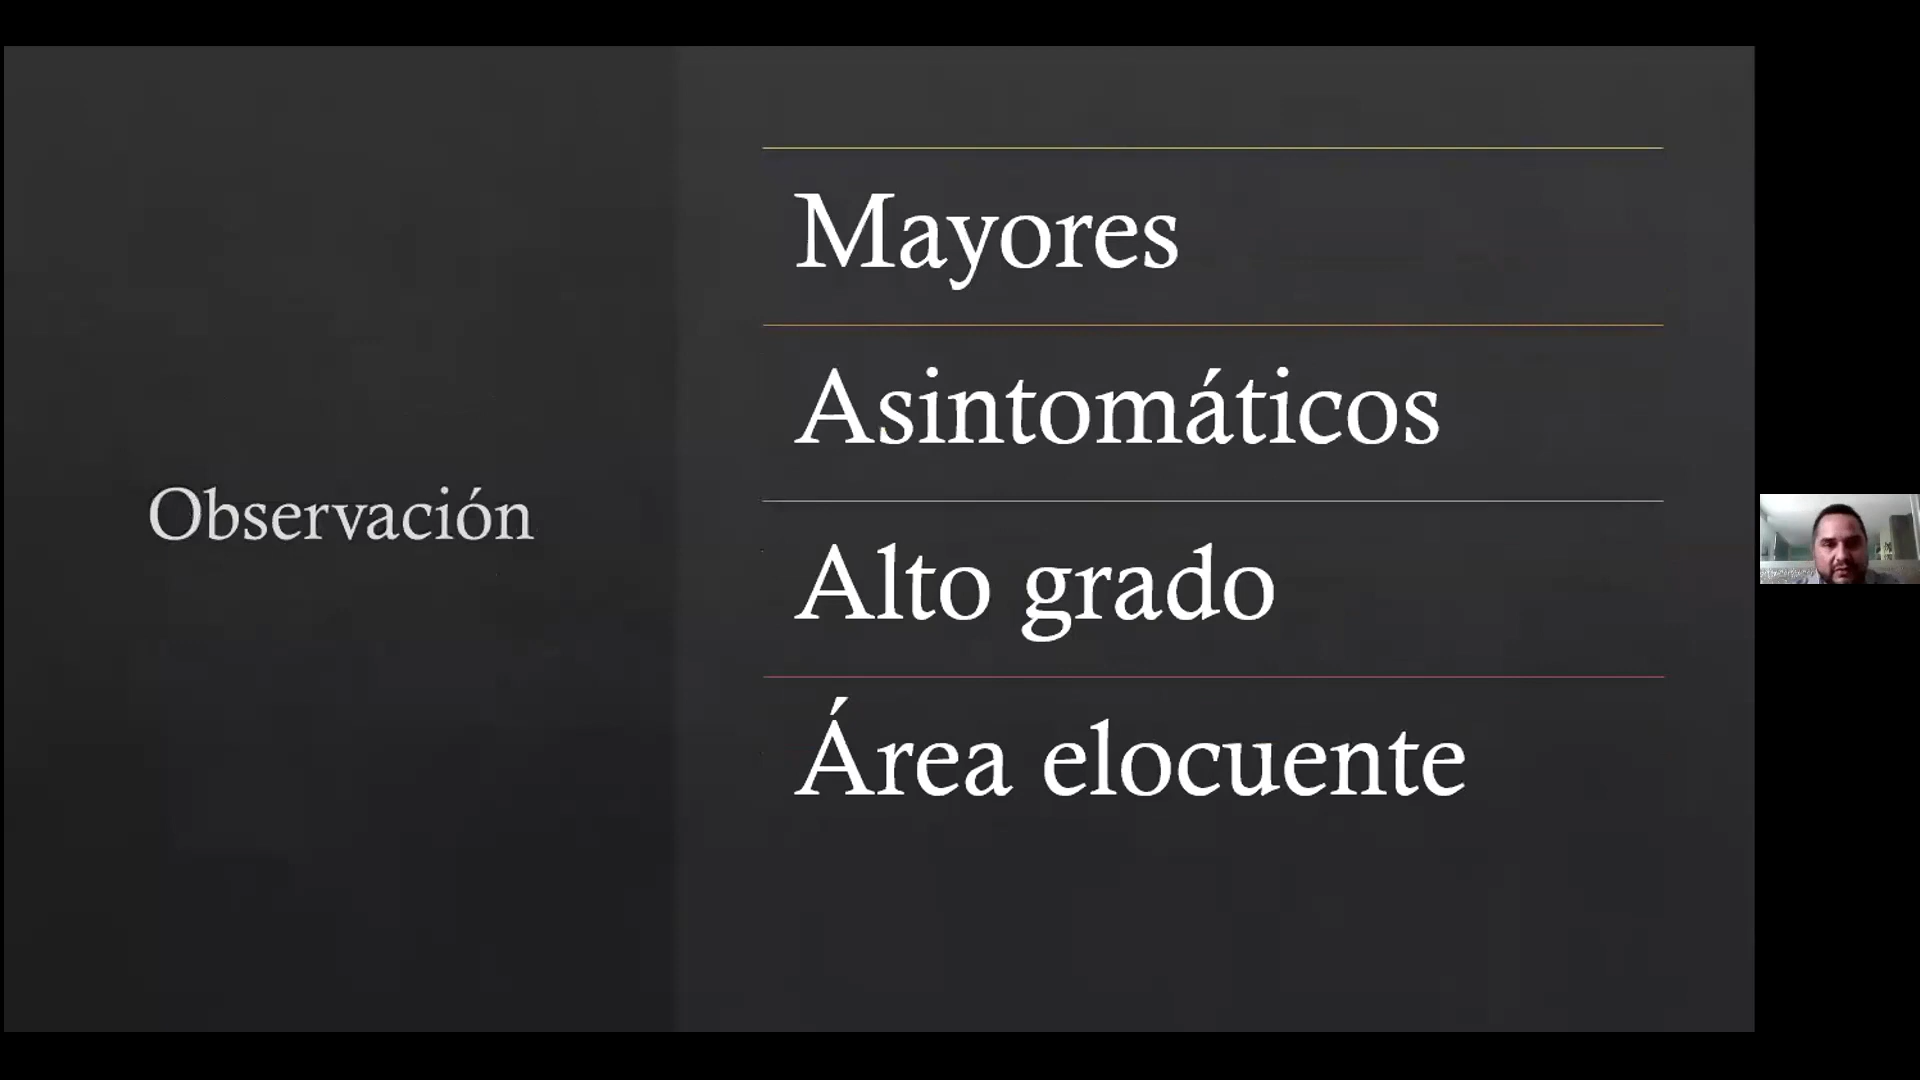 Observación
Mayores
Asintomáticos
Alto grado
Área elocuente